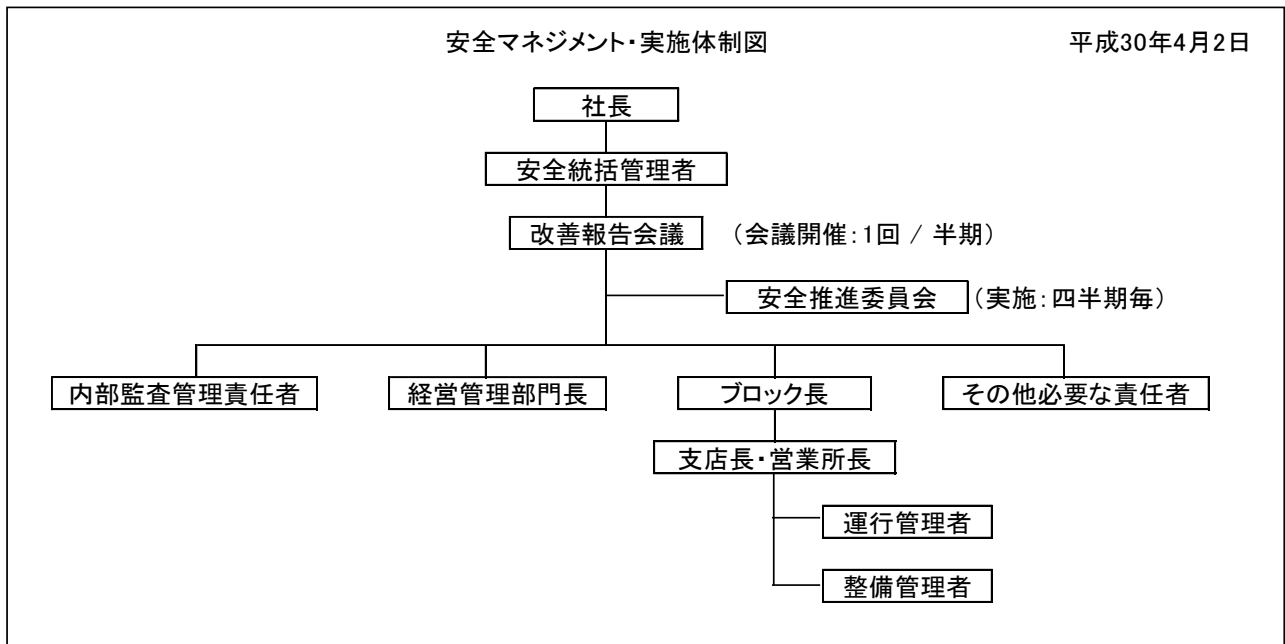 安全マネジメント・実施体制図 平成30年4月2日
社長
安全統括管理者
改善報告会議 （会議開催：1回 / 半期）
安全推進委員会 （実施：四半期毎）
内部監査管理責任者 経営管理部門長 ブロック長 その他必要な責任者
支店長・営業所長
運行管理者
整備管理者